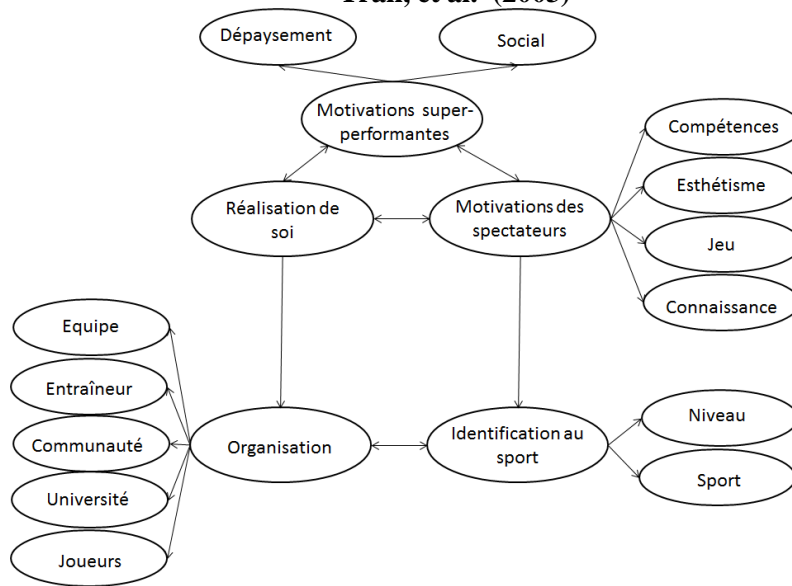 (2003)
Dépaysement
Social
Motivations super-
performantes
Compétences
Réalisation de
soi
Motivations des
spectateurs
Esthétisme
Jeu
Connaissance
Equipe
Entraîneur
Communauté
Université
Joueurs
Organisation
Identification au
sport
Niveau
Sport